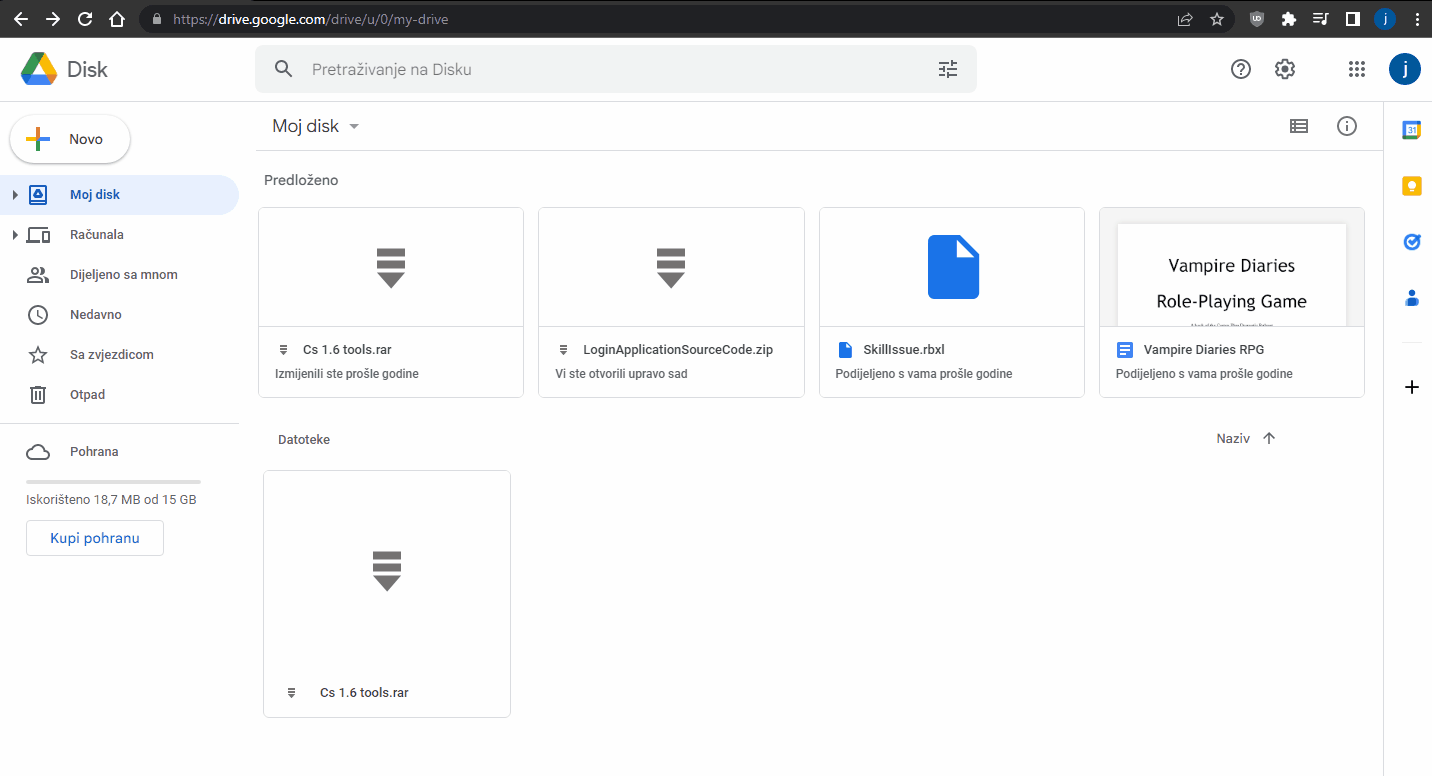 https://drive.google.com/drive/u/0/my-drive
j
Disk
Pretraživanje na Disku
j
Novo
Moj disk
Moj disk
Računala
Dijeljeno sa mnom
Nedavno
Sa zvjezdicom
Otpad
Pohrana
Iskorišteno 18,7 MB od 15 GB
Kupi pohranu
Predloženo
Cs 1.6 tools.rar
Izmijenili ste prošle godine
LoginApplicationSourceCode.zip
Vi ste otvorili upravo sad
SkillIssue.rbxl
Podijeljeno s vama prošle godine
Vampire Diaries
Role-Playing Game
Vampire Diaries RPG
Podijeljeno s vama prošle godine
Datoteke
Naziv
Cs 1.6 tools.rar
31